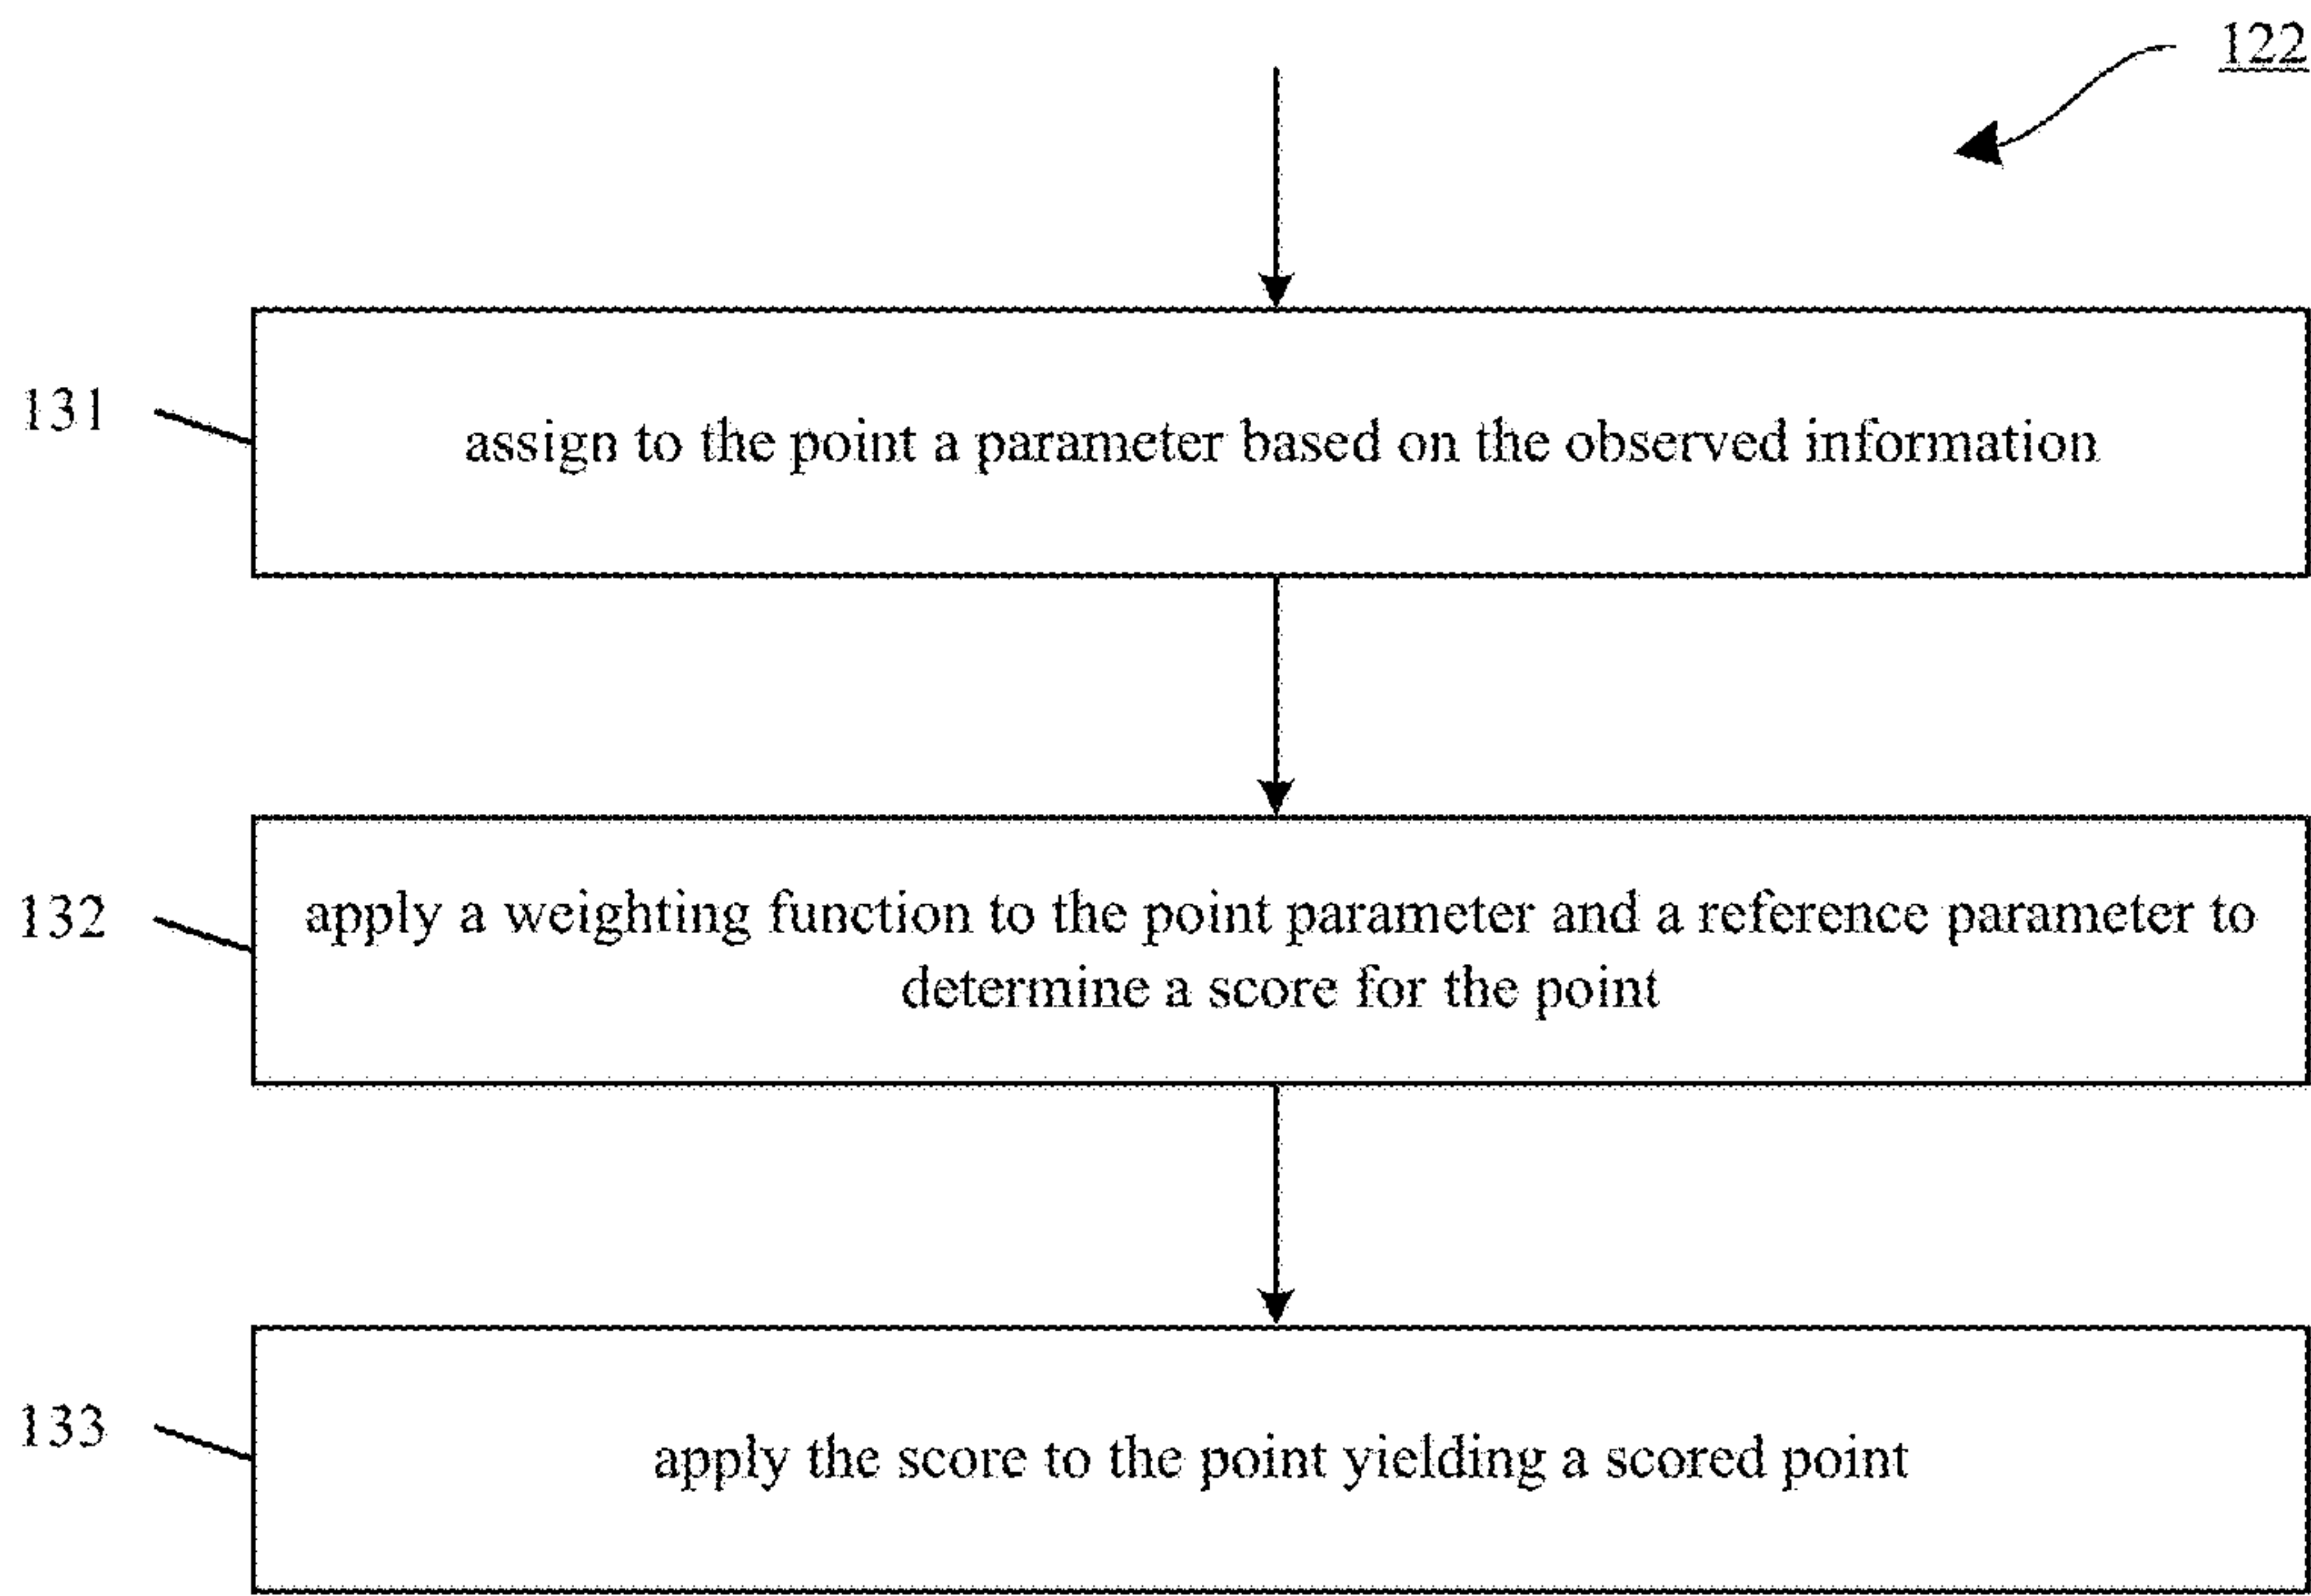 122
131
assign to the point a parameter based on the observed information
132
apply a weighting function to the point parameter and a reference parameter to
determine a score for the point
133
apply the score to the point yielding a scored point